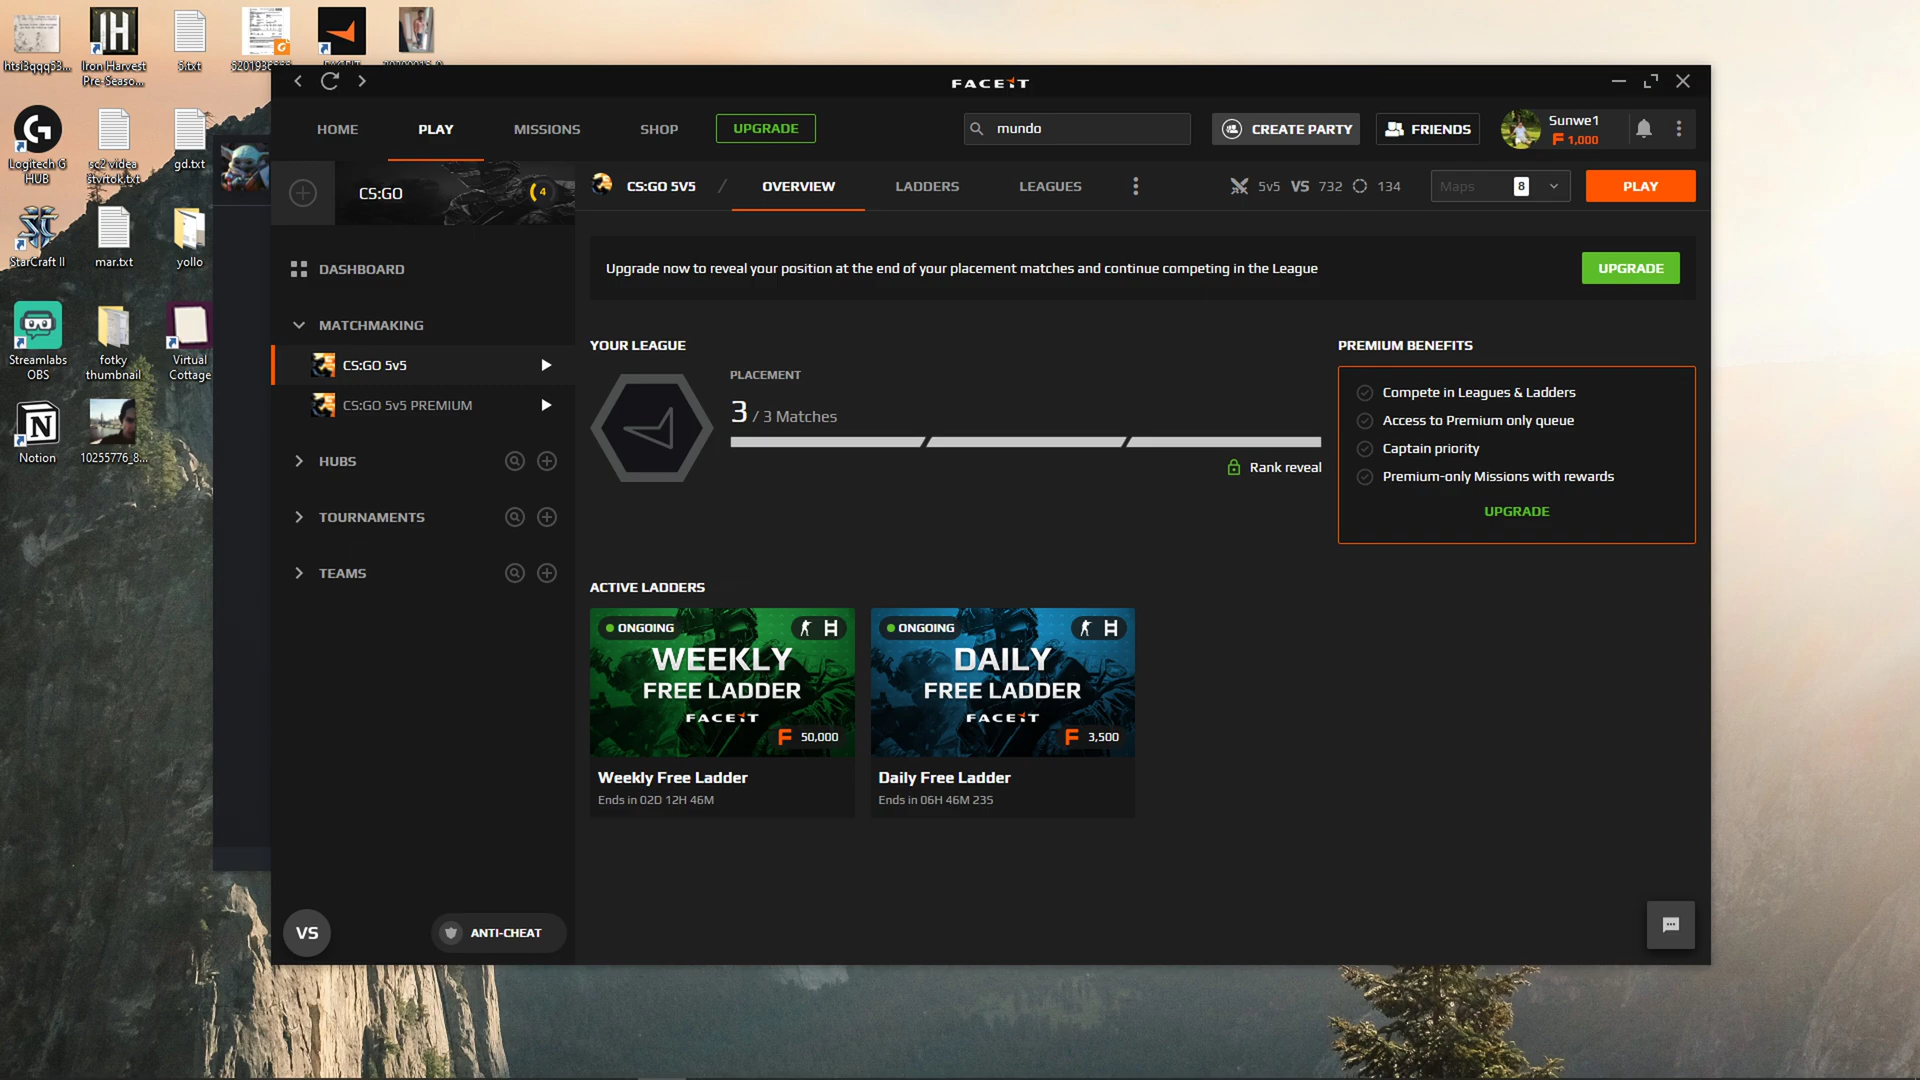 htsl3qqq53...
Iron Harvest
Pre-Seaso...
5.txt
Logitech G
HUB
sc2 videa
stvrtok.txt
gd.txt
StarCraft II
mar.txt
yollo
Streamlabs
OBS
fotky
thumbnail
Virtual
Cottage
Notion
10255776_8...
FACEIT
HOME
PLAY
MISSIONS
SHOP
UPGRADE
mundo
CREATE PARTY
FRIENDS
Sunwe1
F 1,000
CS:GO
4
CS:GO 5V5
/
OVERVIEW
LADDERS
LEAGUES
5v5 VS 732 134
Maps 8
PLAY
DASHBOARD
MATCHMAKING
CS:GO 5v5
CS:GO 5v5 PREMIUM
HUBS
TOURNAMENTS
TEAMS
VS
ANTI-CHEAT
Upgrade now to reveal your position at the end of your placement matches and continue competing in the League
UPGRADE
YOUR LEAGUE
PLACEMENT
3 / 3 Matches
Rank reveal
PREMIUM BENEFITS
Compete in Leagues & Ladders
Access to Premium only queue
Captain priority
Premium-only Missions with rewards
UPGRADE
ACTIVE LADDERS
ONGOING
WEEKLY
FREE LADDER
FACEIT
F 50,000
Weekly Free Ladder
Ends in 02D 12H 46M
ONGOING
DAILY
FREE LADDER
FACEIT
F 3,500
Daily Free Ladder
Ends in 06H 46M 23S